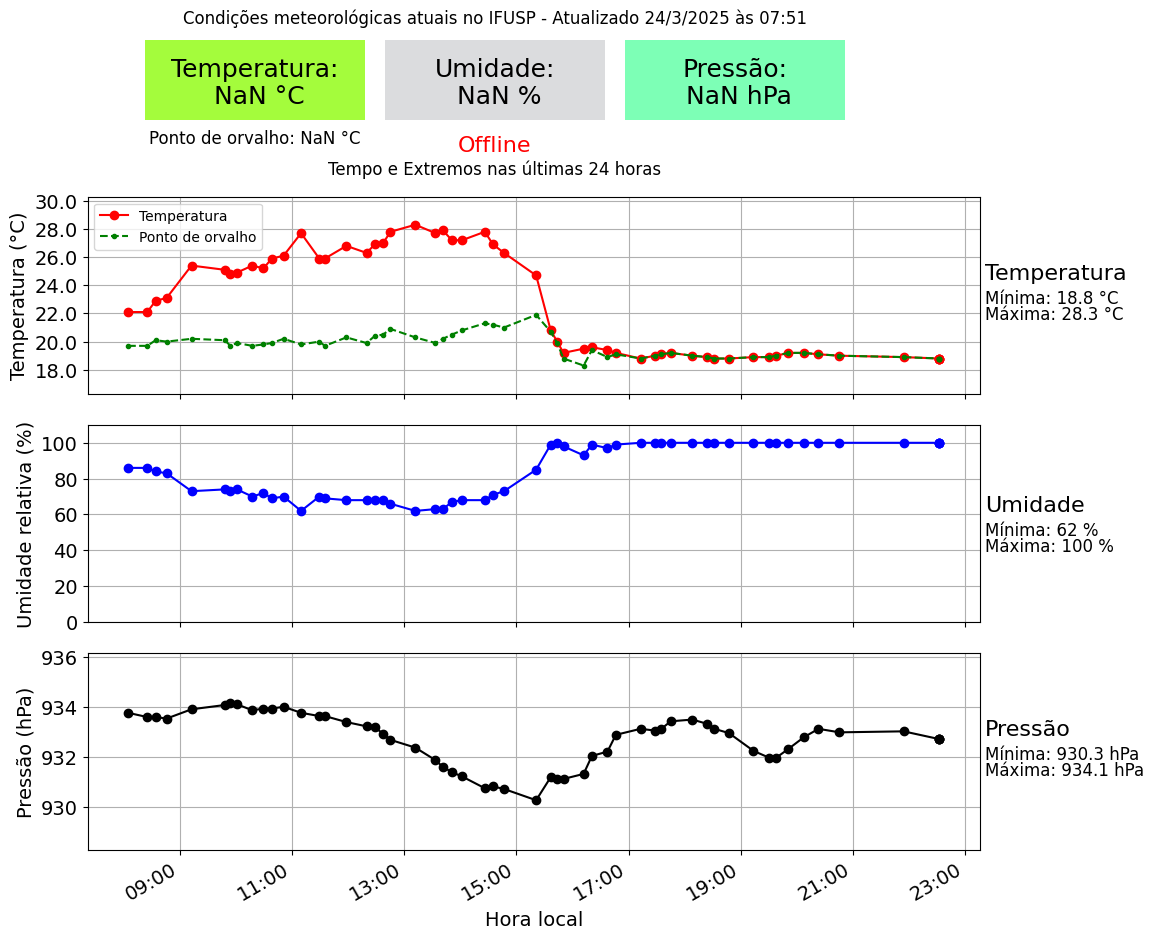 Condições meteorológicas atuais no IFUSP - Atualizado 24/3/2025 às 07:51
Temperatura:
NaN °C
Umidade:
NaN %
Pressão:
NaN hPa
Ponto de orvalho: NaN °C
Offline
Tempo e Extremos nas últimas 24 horas
Temperatura (°C)
30.0
28.0
26.0
24.0
22.0
20.0
18.0
Temperatura
Ponto de orvalho
Temperatura
Mínima: 18.8 °C
Máxima: 28.3 °C
Umidade relativa (%)
100
80
60
40
20
0
Umidade
Mínima: 62 %
Máxima: 100 %
Pressão (hPa)
936
934
932
930
Pressão
Mínima: 930.3 hPa
Máxima: 934.1 hPa
09:00
11:00
13:00
15:00
17:00
19:00
21:00
23:00
Hora local